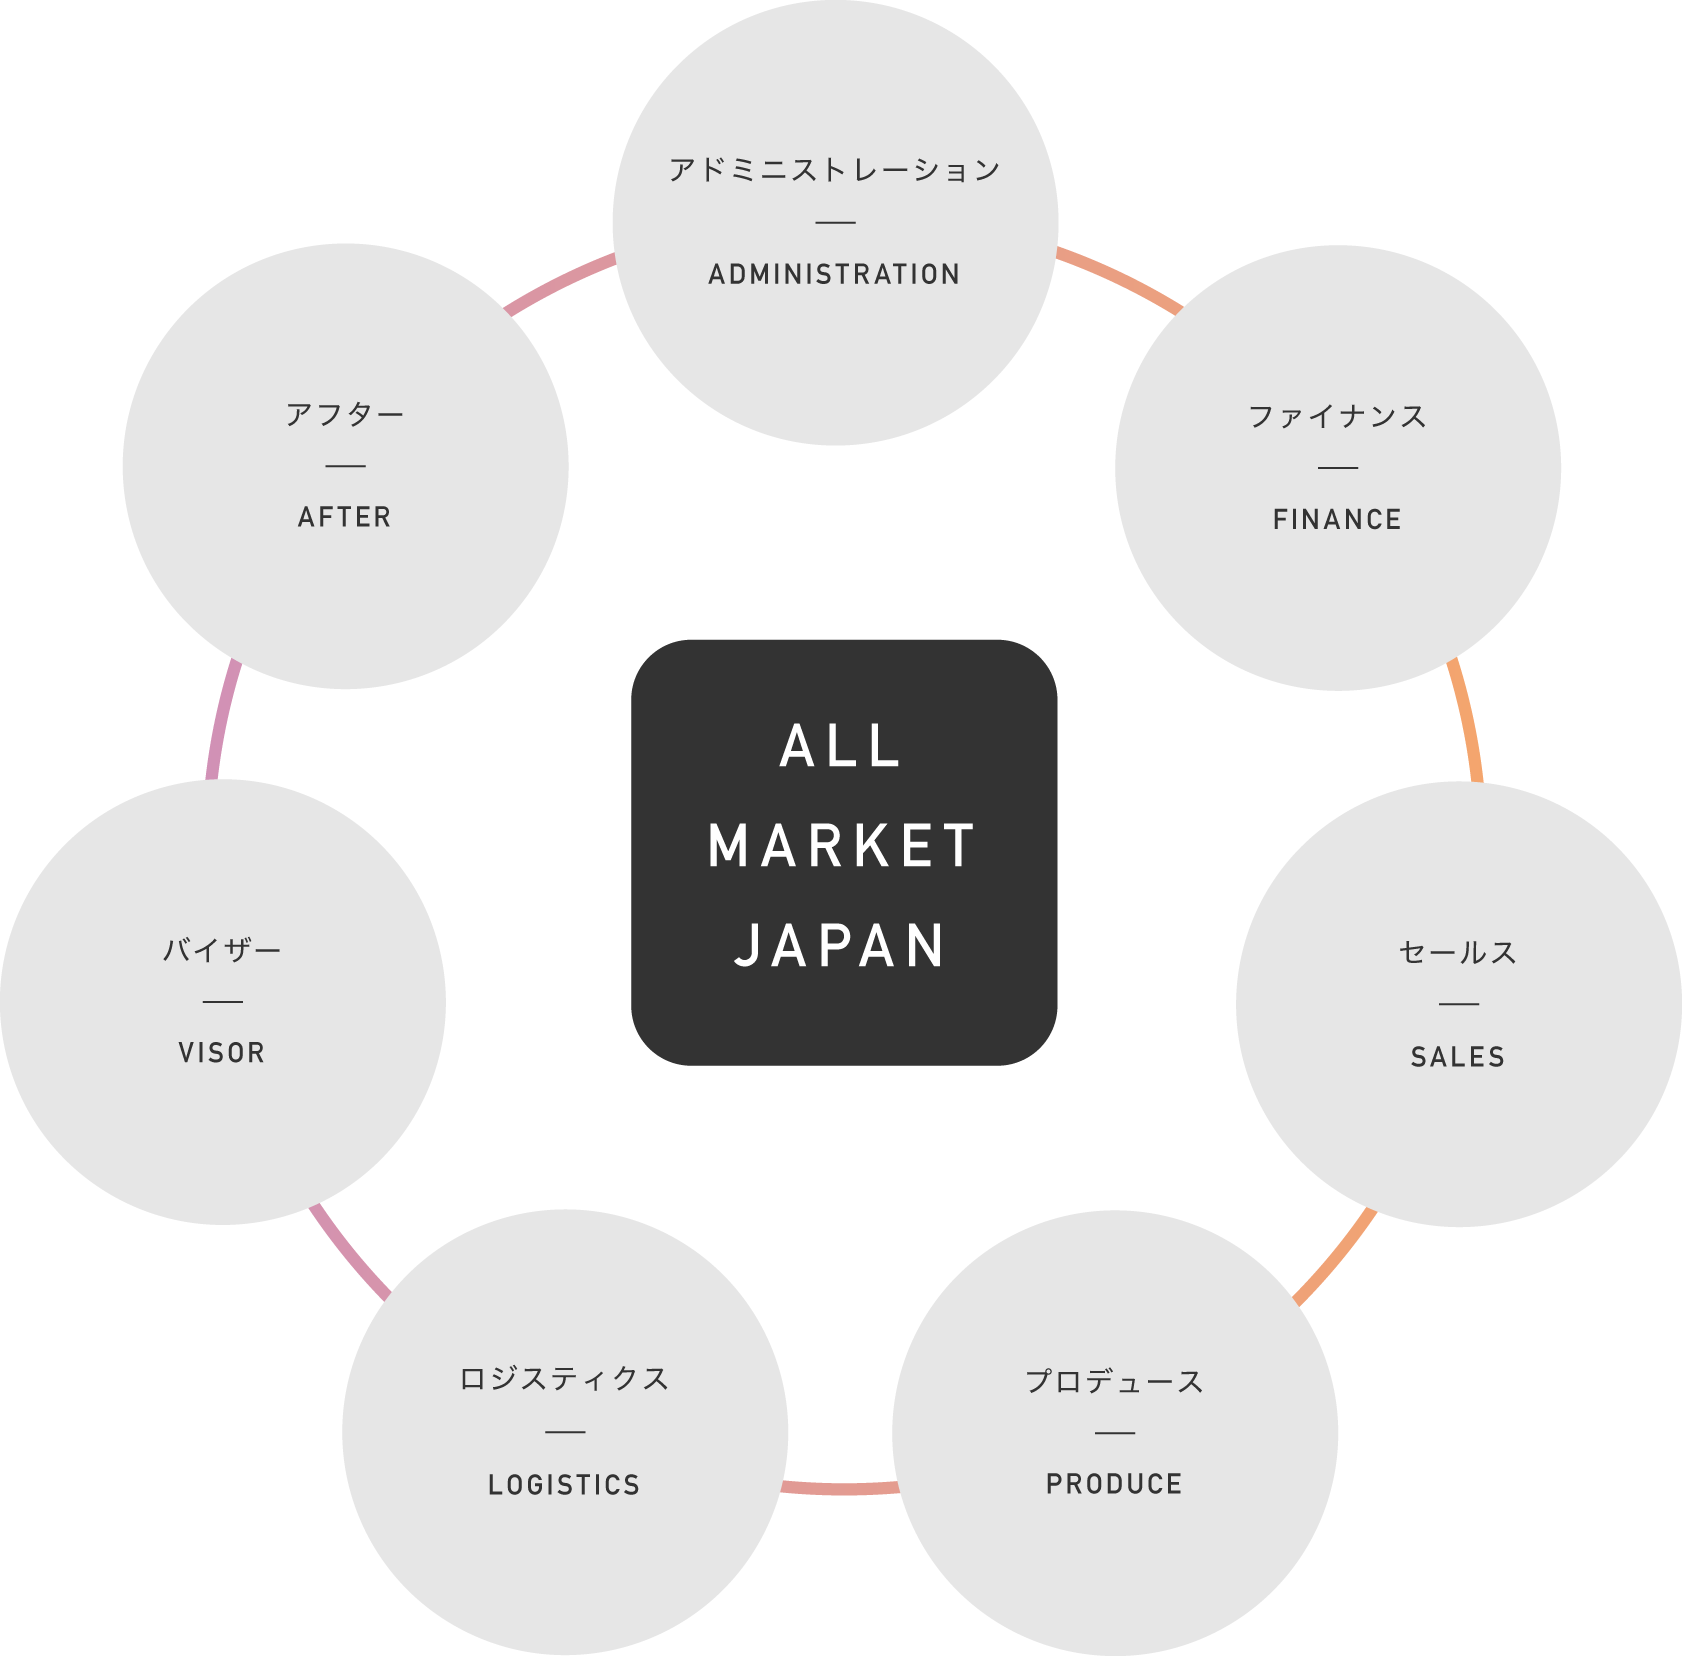 アドミニストレーション
ADMINISTRATION
ファイナンス
FINANCE
セールス
SALES
プロデュース
PRODUCE
ロジスティクス
LOGISTICS
バイザー
VISOR
アフター
AFTER
ALL
MARKET
JAPAN